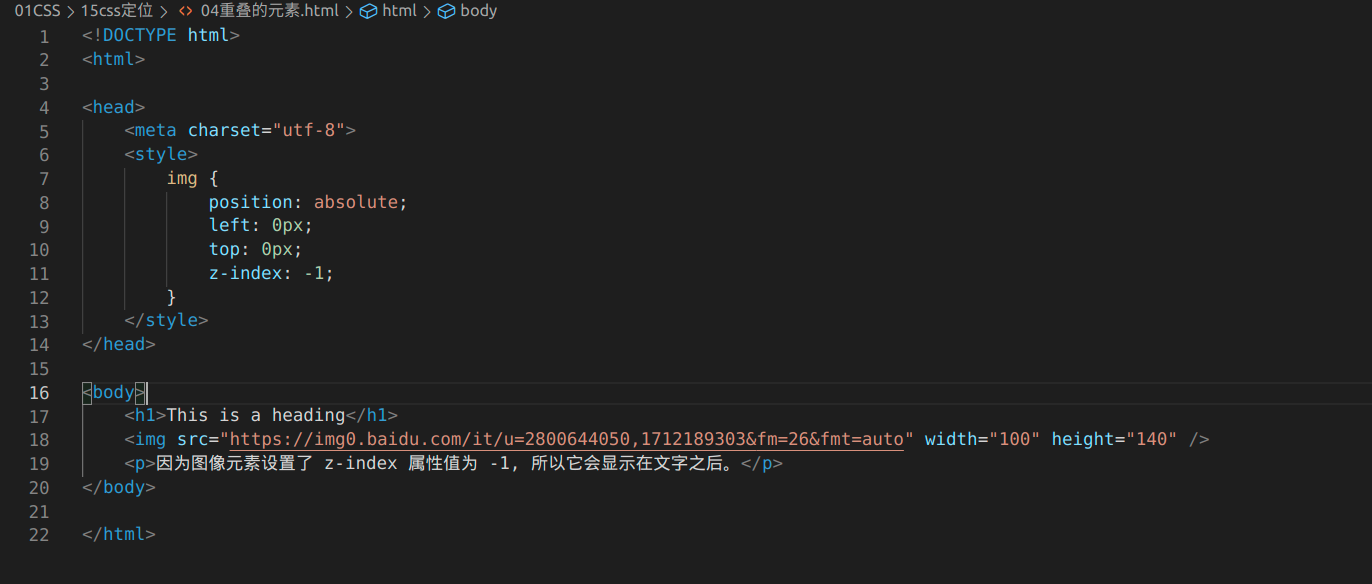 01CSS > 15css定位 > <> 04重叠的元素.html > html > body
1 <!DOCTYPE html>
2 <html>
3
4 <head>
5     <meta charset="utf-8">
6     <style>
7         img {
8             position: absolute;
9             left: 0px;
10             top: 0px;
11             z-index: -1;
12         }
13     </style>
14 </head>
15
16 <body>
17     <h1>This is a heading</h1>
18     <img src="https://img0.baidu.com/it/u=2800644050,1712189303&fm=26&fmt=auto" width="100" height="140" />
19     <p>因为图像元素设置了 z-index 属性值为 -1, 所以它会显示在文字之后。</p>
20 </body>
21
22 </html>